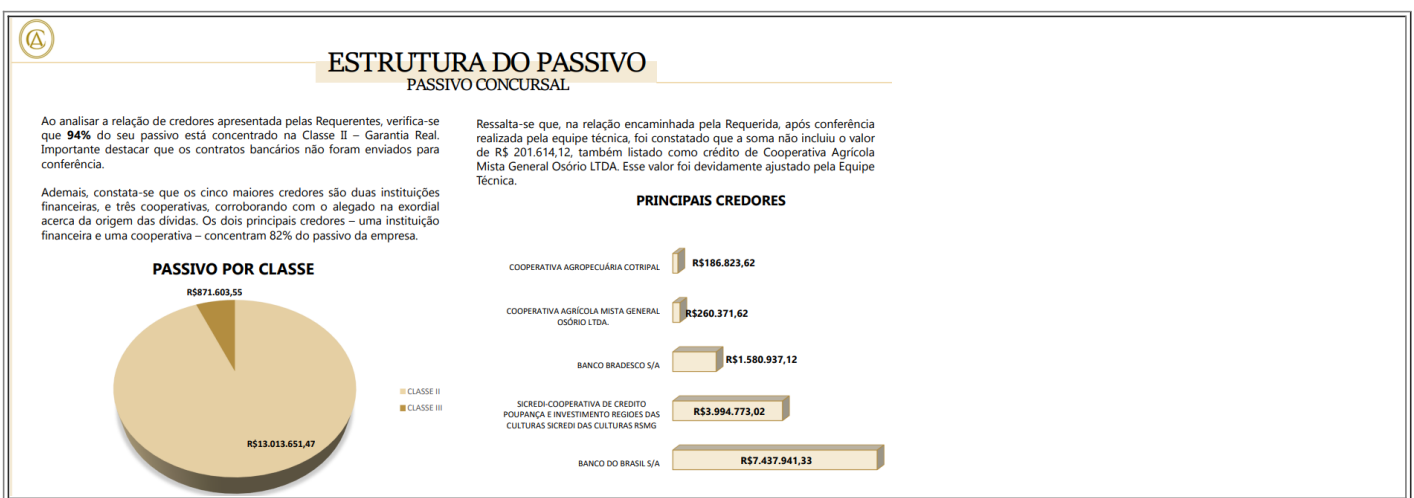 CA
ESTRUTURA DO PASSIVO
PASSIVO CONCURSAL
Ao analisar a relação de credores apresentada pelas Requerentes, verifica-se
que 94% do seu passivo está concentrado na Classe II – Garantia Real.
Importante destacar que os contratos bancários não foram enviados para
conferência.
Ademais, constata-se que os cinco maiores credores são duas instituições
financeiras, e três cooperativas, corroborando com o alegado na exordial
acerca da origem das dívidas. Os dois principais credores – uma instituição
financeira e uma cooperativa – concentram 82% do passivo da empresa.
PASSIVO POR CLASSE
R$871.603,55
R$13.013.651,47
CLASSE II
CLASSE III
Ressalta-se que, na relação encaminhada pela Requerida, após conferência
realizada pela equipe técnica, foi constatado que a soma não incluiu o valor
de R$ 201.614,12, também listado como crédito de Cooperativa Agrícola
Mista General Osório LTDA. Esse valor foi devidamente ajustado pela Equipe
Técnica.
PRINCIPAIS CREDORES
COOPERATIVA AGROPECUÁRIA COTRIPAL
R$186.823,62
COOPERATIVA AGRÍCOLA MISTA GENERAL
OSÓRIO LTDA.
R$260.371,62
BANCO BRADESCO S/A
R$1.580.937,12
SICREDI-COOPERATIVA DE CREDITO
POUPANÇA E INVESTIMENTO REGIOES DAS
CULTURAS SICREDI DAS CULTURAS RSMG
R$3.994.773,02
BANCO DO BRASIL S/A
R$7.437.941,33